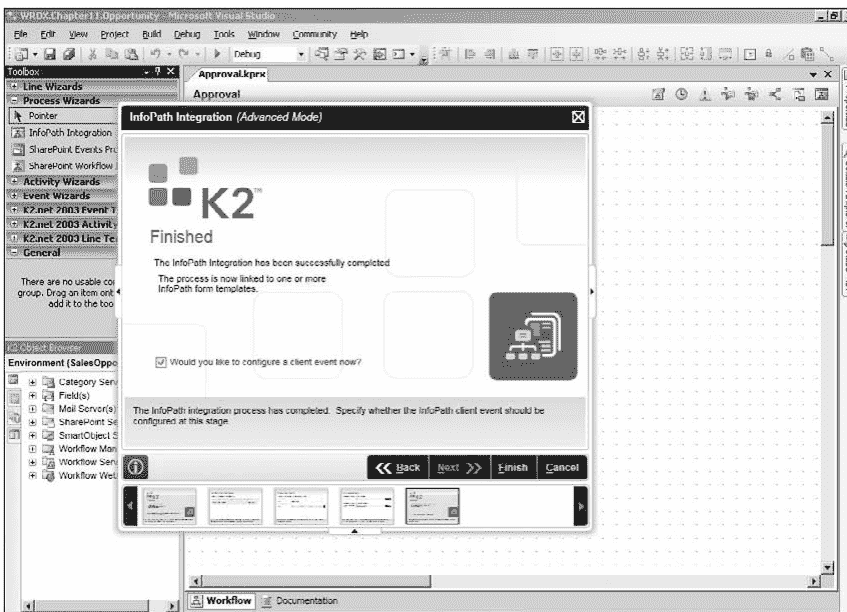 WROX.Chapter11.Opportunity - Microsoft Visual Studio
File Edit View Project Build Debug Tools Window Community Help
Debug
Toolbox
Line Wizards
Process Wizards
Pointer
InfoPath Integration
SharePoint Events Pro
SharePoint Workflow
Activity Wizards
Event Wizards
K2.net 2003 Event T
K2.net 2003 Activity
K2.net 2003 Line Te
General
There are no usable co
group. Drag an item ont
add it to the too
K2 Object Browser
Environment (SalesOppo
Category Serv
Field(s)
Mail Server(s)
SharePoint Se
SmartObject S
Workflow Man
Workflow Serv
Workflow Web
Approval.kprx
Approval
InfoPath Integration (Advanced Mode)
K2™
Finished
The InfoPath Integration has been successfully completed
The process is now linked to one or more
InfoPath form templates.
Would you like to configure a client event now?
The InfoPath integration process has completed. Specify whether the InfoPath client event should be
configured at this stage.
Back Next Finish Cancel
Workflow Documentation